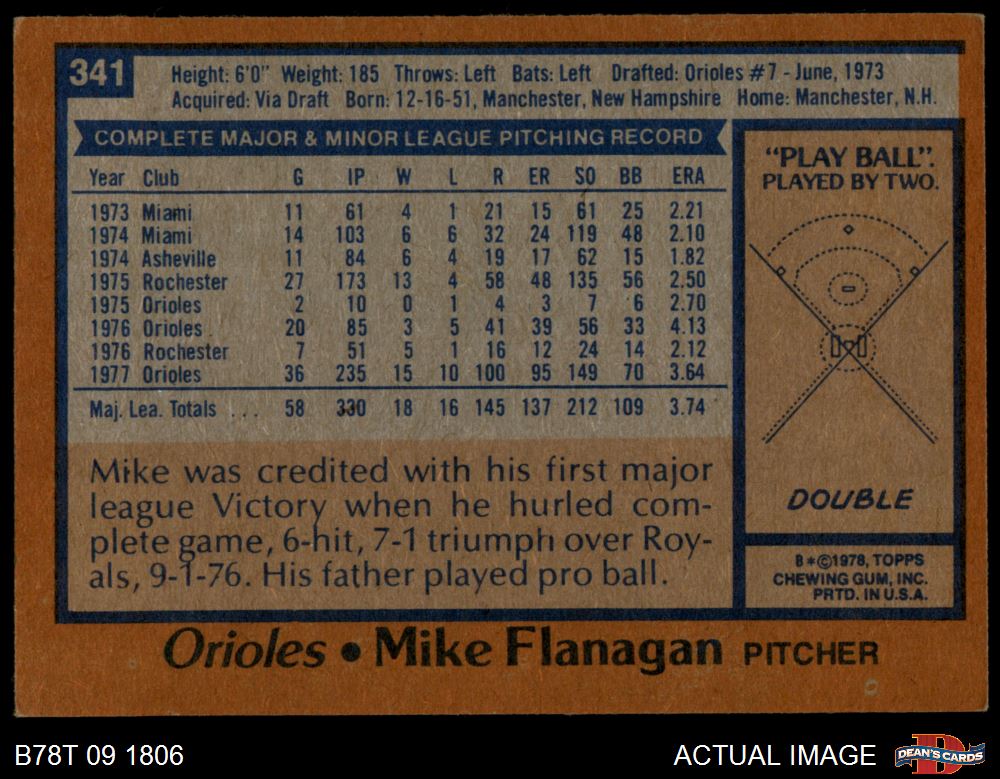 341
Height: 6'0" Weight: 185 Throws: Left Bats: Left Drafted: Orioles #7 - June, 1973
Acquired: Via Draft Born: 12-16-51, Manchester, New Hampshire Home: Manchester, N.H.
COMPLETE MAJOR & MINOR LEAGUE PITCHING RECORD
Year Club G IP W L R ER SO BB ERA
1973 Miami 11 61 4 1 21 15 61 25 2.21
1974 Miami 14 103 6 6 32 24 119 48 2.10
1974 Asheville 11 84 6 4 19 17 62 15 1.82
1975 Rochester 27 173 13 4 58 48 135 56 2.50
1975 Orioles 2 10 0 1 4 3 7 6 2.70
1976 Orioles 20 85 3 5 41 39 56 33 4.13
1976 Rochester 7 51 5 1 16 12 24 14 2.12
1977 Orioles 36 235 15 10 100 95 149 70 3.64
Maj. Lea. Totals ... 58 330 18 16 145 137 212 109 3.74
Mike was credited with his first major
league Victory when he hurled com-
plete game, 6-hit, 7-1 triumph over Roy-
als, 9-1-76. His father played pro ball.
"PLAY BALL".
PLAYED BY TWO.
DOUBLE
B*©1978, TOPPS
CHEWING GUM, INC.
PRTD. IN U.S.A.
Orioles • Mike Flanagan PITCHER
B78T 09 1806
ACTUAL IMAGE
DEAN'S CARDS